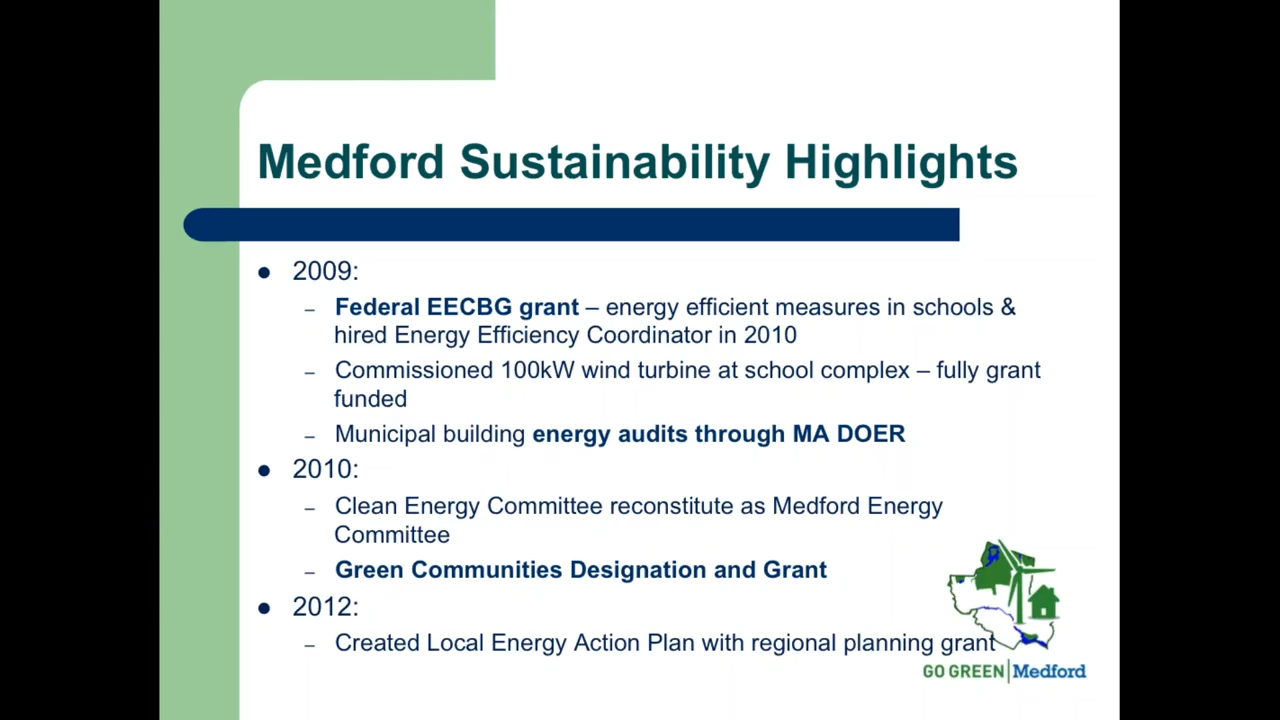 Medford Sustainability Highlights
● 2009:
– Federal EECBG grant – energy efficient measures in schools &
hired Energy Efficiency Coordinator in 2010
– Commissioned 100kW wind turbine at school complex – fully grant
funded
– Municipal building energy audits through MA DOER
● 2010:
– Clean Energy Committee reconstitute as Medford Energy
Committee
– Green Communities Designation and Grant
● 2012:
– Created Local Energy Action Plan with regional planning grant
GO GREEN|Medford